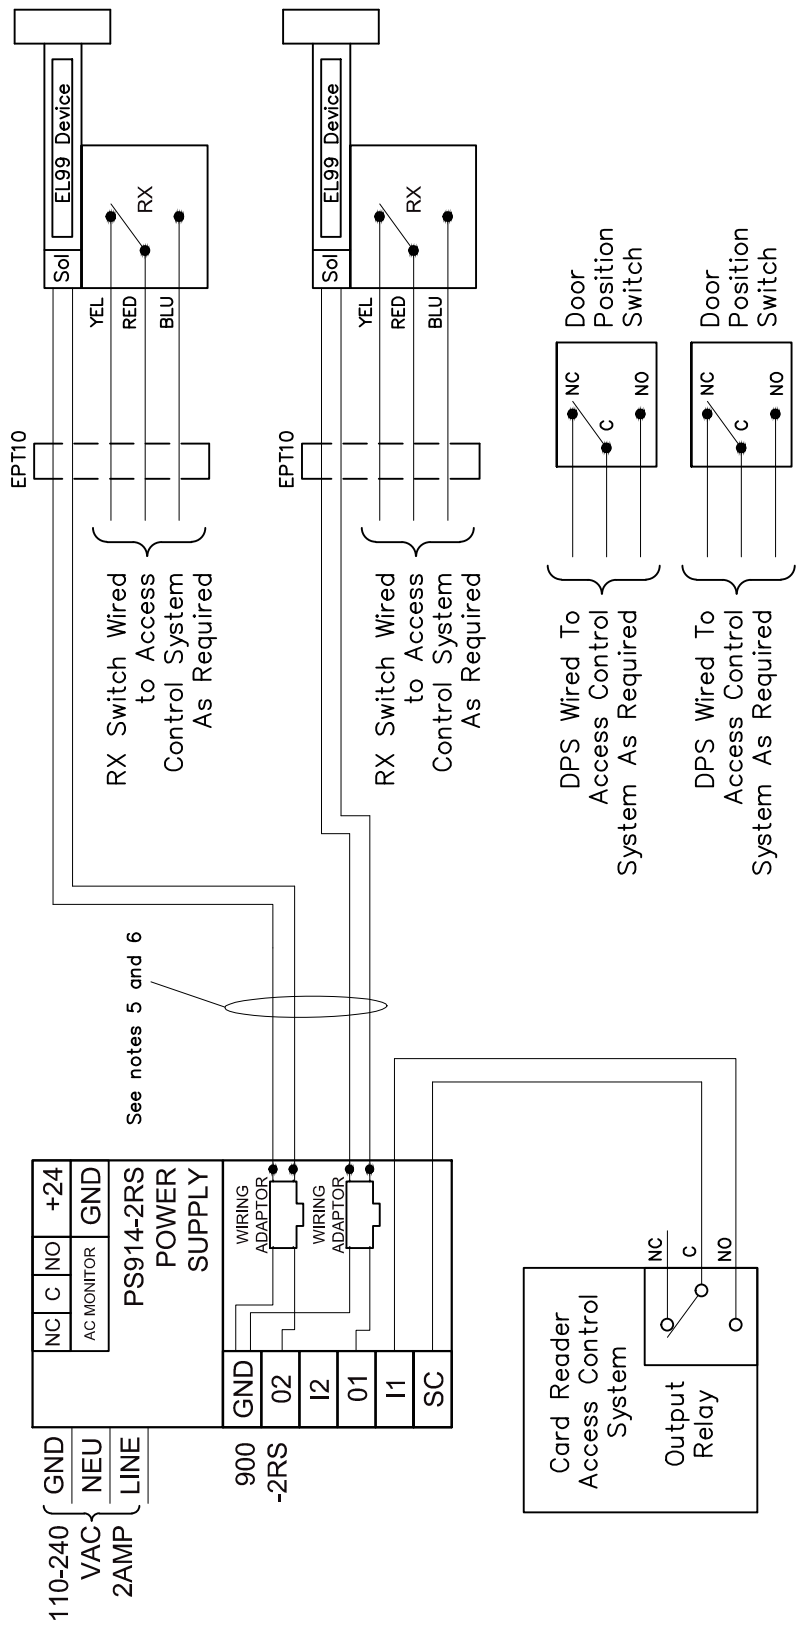 110-240
VAC
2AMP
GND
NEU
LINE
NC
C
NO
+24
AC MONITOR
GND
PS914-2RS
POWER
SUPPLY
900
-2RS
GND
02
I2
01
I1
SC
WIRING
ADAPTOR
WIRING
ADAPTOR
See notes 5 and 6
Card Reader
Access Control
System
Output
Relay
NC
C
NO
EPT10
RX Switch Wired
to Access
Control System
As Required
YEL
RED
BLU
Sol
EL99 Device
RX
EPT10
RX Switch Wired
to Access
Control System
As Required
YEL
RED
BLU
Sol
EL99 Device
RX
DPS Wired To
Access Control
System As Required
NC
C
NO
Door
Position
Switch
DPS Wired To
Access Control
System As Required
NC
C
NO
Door
Position
Switch